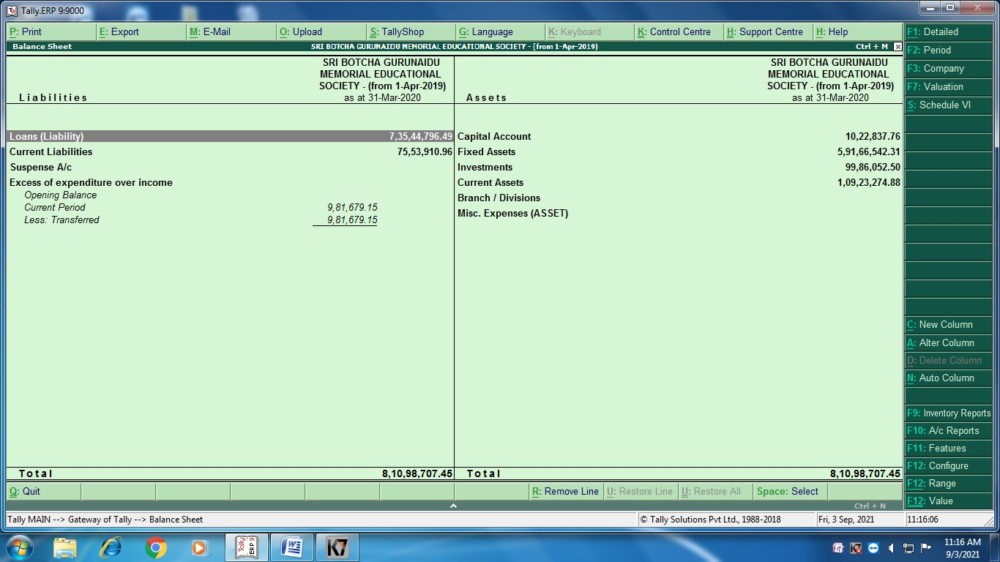 Tally.ERP 9:9000
P: Print E: Export M: E-Mail O: Upload S: TallyShop G: Language K: Keyboard K: Control Centre H: Support Centre H: Help
Balance Sheet SRI BOTCHA GURUNAIDU MEMORIAL EDUCATIONAL SOCIETY - (from 1-Apr-2019) Ctrl + M
Liabilities
SRI BOTCHA GURUNAIDU
MEMORIAL EDUCATIONAL
SOCIETY - (from 1-Apr-2019)
as at 31-Mar-2020
Loans (Liability) 7,35,44,796.49
Current Liabilities 75,53,910.96
Suspense A/c
Excess of expenditure over income
Opening Balance
Current Period 9,81,679.15
Less: Transferred 9,81,679.15
Total 8,10,98,707.45
Assets
SRI BOTCHA GURUNAIDU
MEMORIAL EDUCATIONAL
SOCIETY - (from 1-Apr-2019)
as at 31-Mar-2020
Capital Account 10,22,837.76
Fixed Assets 5,91,66,542.31
Investments 99,86,052.50
Current Assets 1,09,23,274.88
Branch / Divisions
Misc. Expenses (ASSET)
Total 8,10,98,707.45
F1: Detailed
F2: Period
F3: Company
F7: Valuation
S: Schedule VI
C: New Column
A: Alter Column
D: Delete Column
N: Auto Column
F9: Inventory Reports
F10: A/c Reports
F11: Features
F12: Configure
F12: Range
F12: Value
Q: Quit R: Remove Line U: Restore Line U: Restore All Space: Select
Ctrl + N
Tally MAIN --> Gateway of Tally --> Balance Sheet © Tally Solutions Pvt Ltd., 1988-2018 Fri, 3 Sep, 2021 11:16:06
Tally
ERP 9
W
K7
11:16 AM
9/3/2021